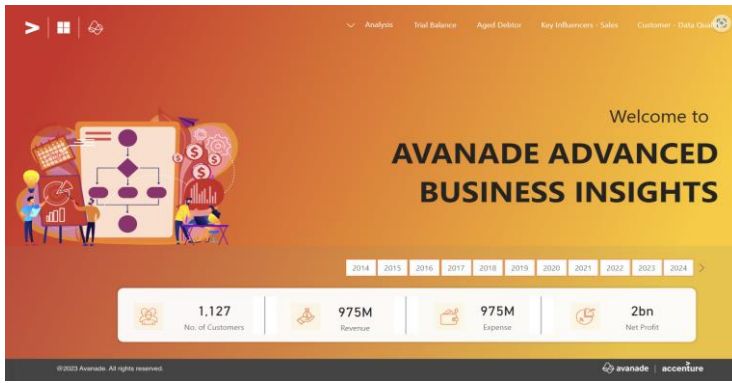 Analysis Trial Balance Aged Debtor Key Influencers - Sales Customer - Data
Welcome to
AVANADE ADVANCED
BUSINESS INSIGHTS
2014 2015 2016 2017 2018 2019 2020 2021 2022 2023 2024
1,127 975M 975M 2bn
No. of Customers Revenue Expense Net Profit
@2023 Avanade. All rights reserved. avanade | accenture